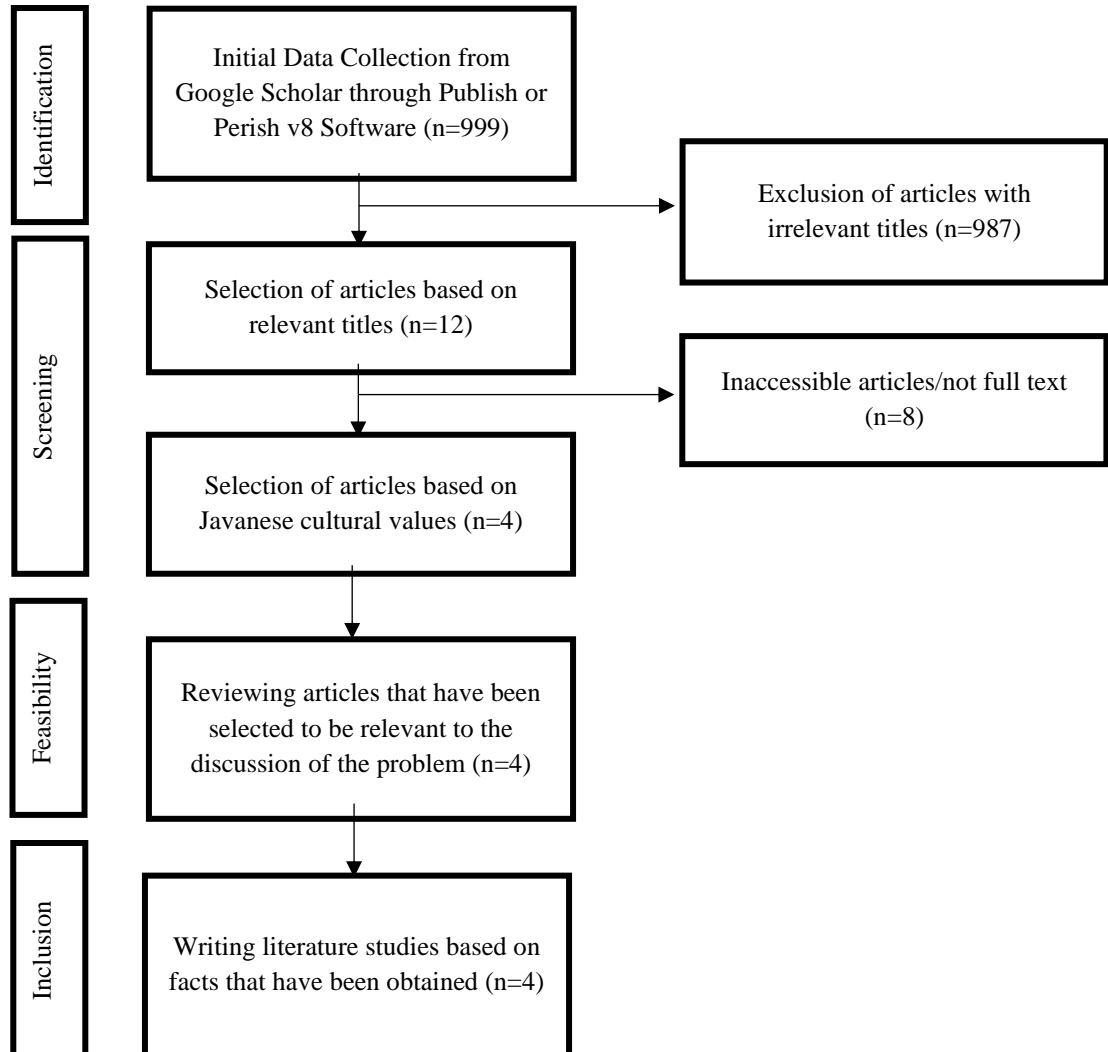 Identification
Initial Data Collection from
Google Scholar through Publish or
Perish v8 Software (n=999)
Exclusion of articles with
irrelevant titles (n=987)
Screening
Selection of articles based on
relevant titles (n=12)
Inaccessible articles/not full text
(n=8)
Selection of articles based on
Javanese cultural values (n=4)
Feasibility
Reviewing articles that have been
selected to be relevant to the
discussion of the problem (n=4)
Inclusion
Writing literature studies based on
facts that have been obtained (n=4)